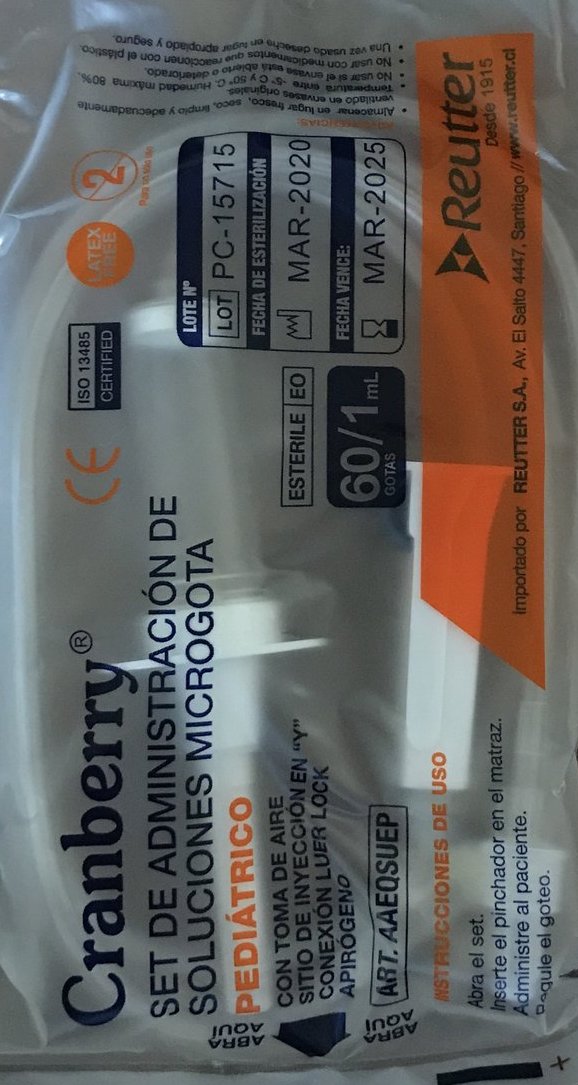 Cranberry®
SET DE ADMINISTRACIÓN DE
SOLUCIONES MICROGOTA
PEDIÁTRICO
CON TOMA DE AIRE
SITIO DE INYECCIÓN EN “Y”
CONEXIÓN LUER LOCK
APIRÓGENO
ART. AAEQSUEP
ABRA
AQUÍ
ABRA
AQUÍ
INSTRUCCIONES DE USO
Abra el set.
Inserte el pinchador en el matraz.
Administre al paciente.
Regule el goteo.
CE
ISO 13485
CERTIFIED
LATEX
FREE
2
LOTE Nº
LOT PC-15715
FECHA DE ESTERILIZACIÓN
MAR-2020
FECHA VENCE:
MAR-2025
ESTERILE EO
60/1 mL
GOTAS
Reutter
Desde 1915
Importado por REUTTER S.A., Av. El Salto 4447, Santiago // www.reutter.cl
ADVERTENCIAS:
• Almacenar en lugar fresco, seco, limpio y adecuadamente
ventilado en envases originales.
• Temperatura entre -5° C y 50° C. Humedad máxima 80%.
• No usar si el envase está abierto o deteriorado.
• No usar con medicamentos que reaccionen con el plástico.
• Una vez usado deseche en lugar apropiado y seguro.